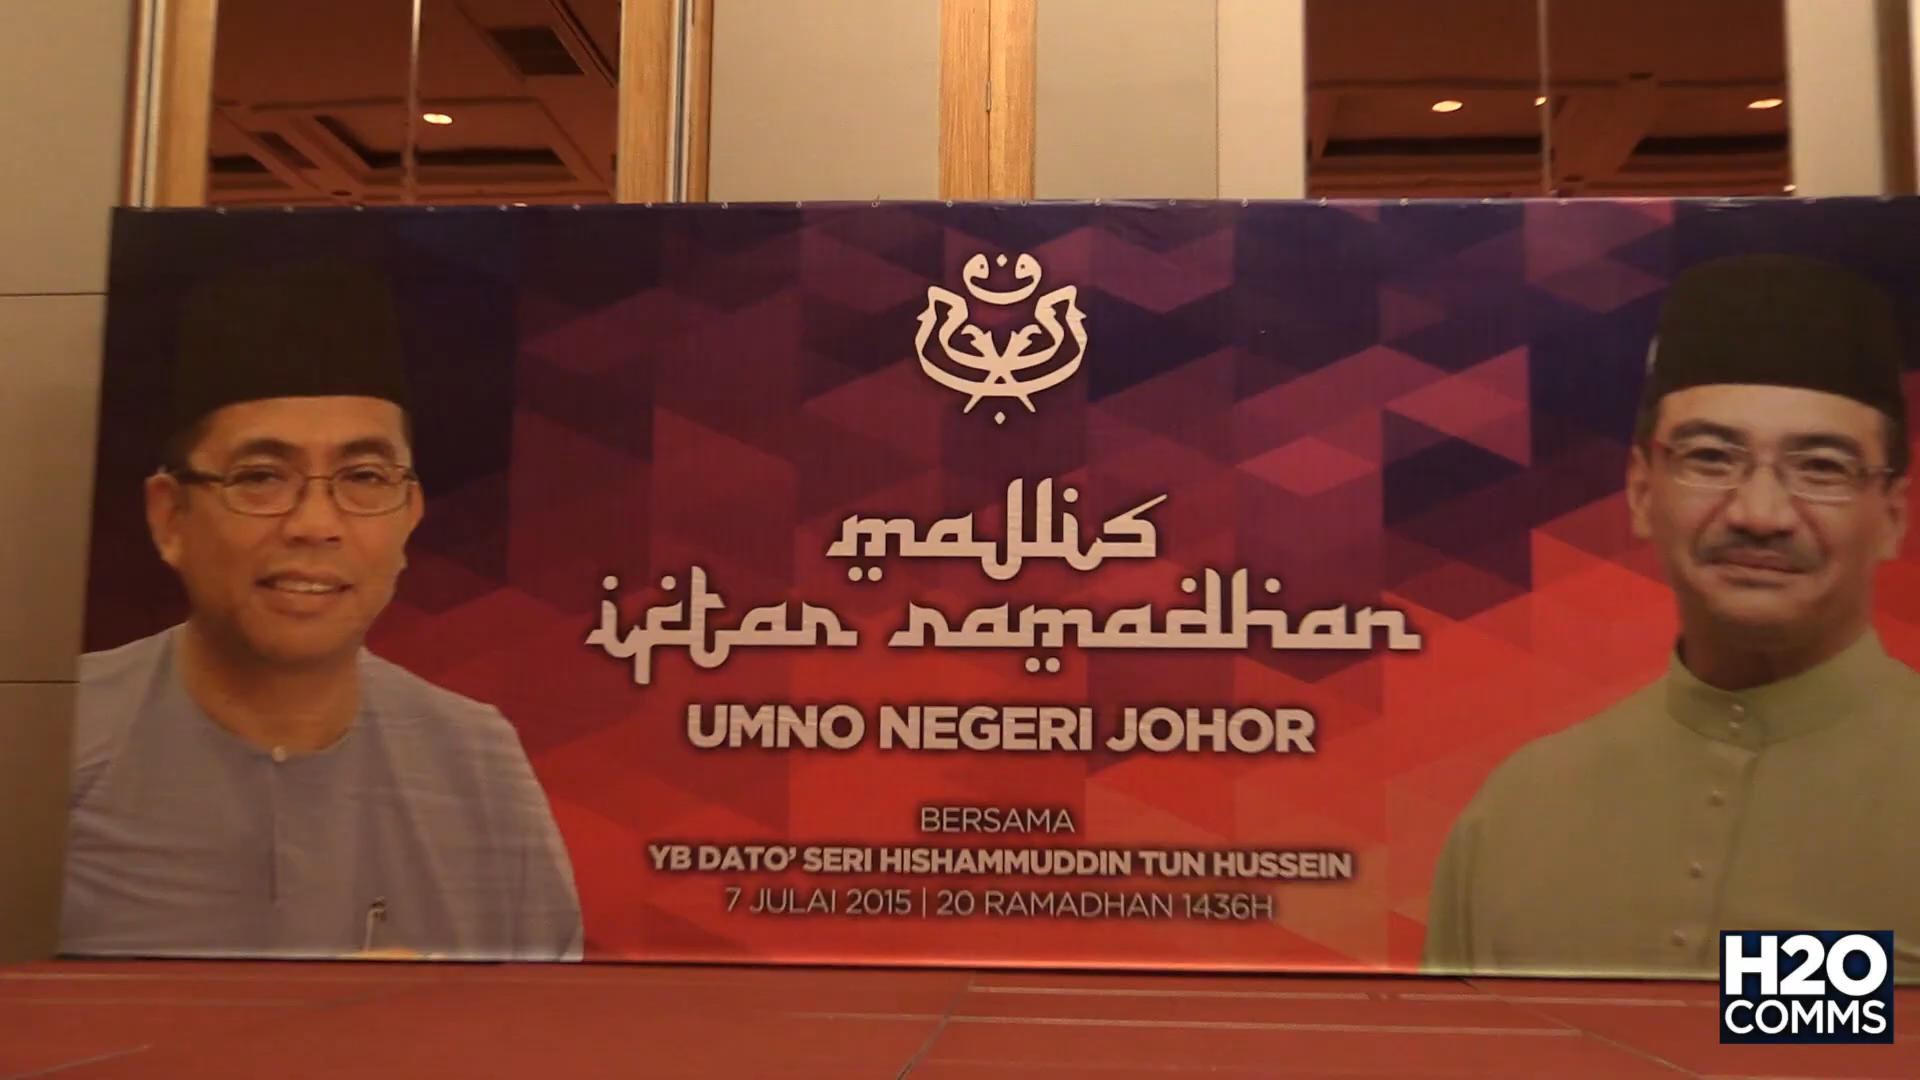 majlis
iftar ramadhan
UMNO NEGERI JOHOR
BERSAMA
YB DATO' SERI HISHAMMUDDIN TUN HUSSEIN
7 JULAI 2015 | 20 RAMADHAN 1436H
H2O
COMMS